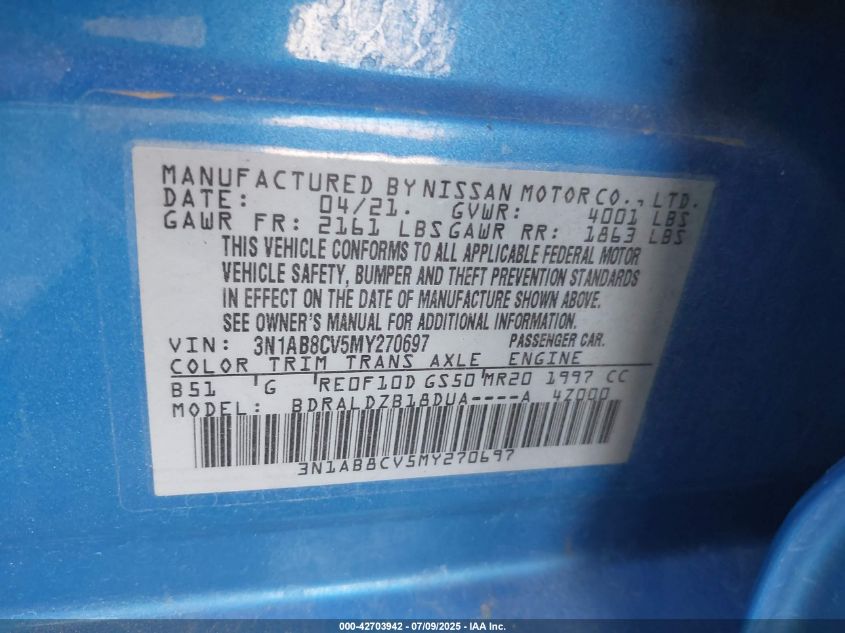 MANUFACTURED BY NISSAN MOTOR CO., LTD.
DATE: 04/21. GVWR: 4001 LBS
GAWR FR: 2161 LBS GAWR RR: 1863 LBS
THIS VEHICLE CONFORMS TO ALL APPLICABLE FEDERAL MOTOR
VEHICLE SAFETY, BUMPER AND THEFT PREVENTION STANDARDS
IN EFFECT ON THE DATE OF MANUFACTURE SHOWN ABOVE.
SEE OWNER'S MANUAL FOR ADDITIONAL INFORMATION.
VIN: 3N1AB8CV5MY270697 PASSENGER CAR.
COLOR TRIM TRANS AXLE ENGINE
B51 'G 'RE0F10D GS50 'MR20 1997 CC
MODEL: BDRALDZB18DUA----A 4Z000
3N1AB8CV5MY270697
000-42703942 / 07/09/2025 - IAA Inc.